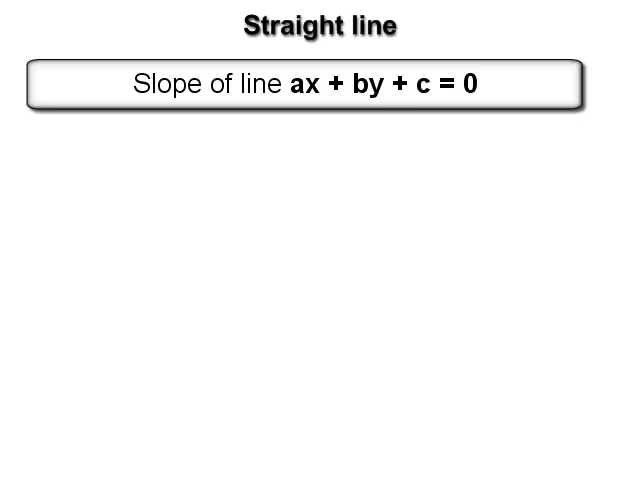 Straight line
Slope of line ax + by + c = 0